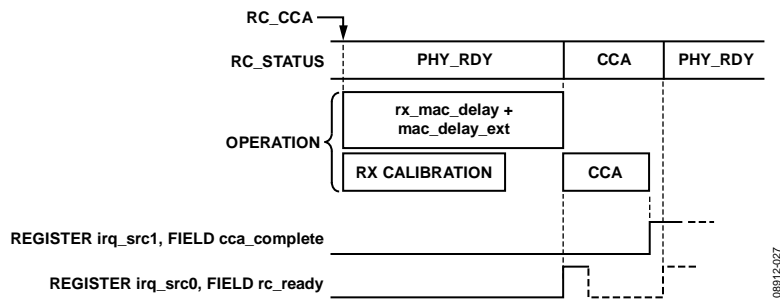 RC_CCA
RC_STATUS
PHY_RDY
CCA
PHY_RDY
rx_mac_delay +
mac_delay_ext
OPERATION
RX CALIBRATION
CCA
REGISTER irq_src1, FIELD cca_complete
REGISTER irq_src0, FIELD rc_ready
08912-027